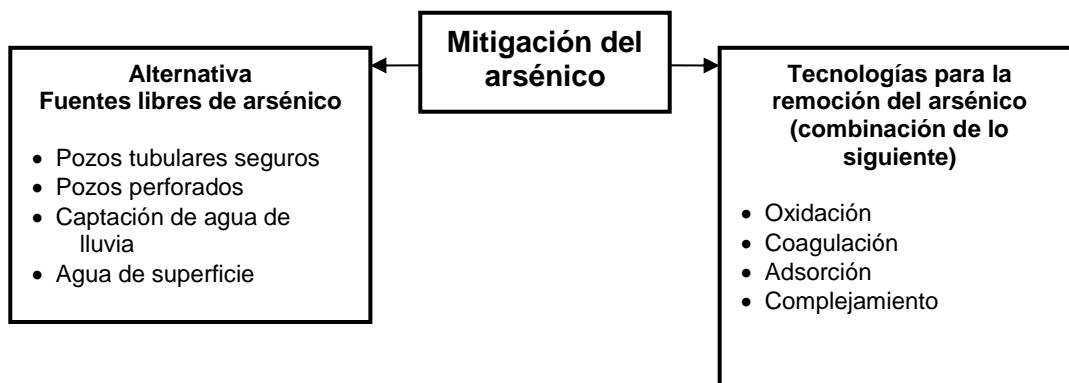 Mitigación del
arsénico
Alternativa
Fuentes libres de arsénico
• Pozos tubulares seguros
• Pozos perforados
• Captación de agua de
lluvia
• Agua de superficie
Tecnologías para la
remoción del arsénico
(combinación de lo
siguiente)
• Oxidación
• Coagulación
• Adsorción
• Complejamiento